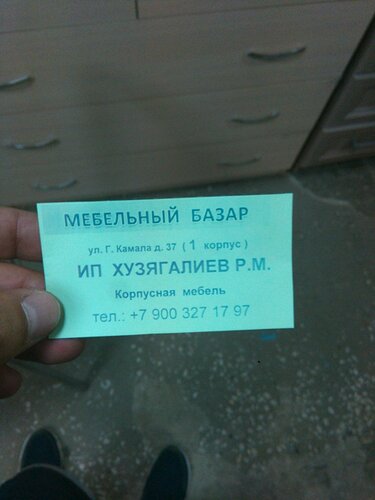 МЕБЕЛЬНЫЙ БАЗАР
ул. Г. Камала д. 37 ( 1 корпус )
ИП ХУЗЯГАЛИЕВ Р.М.
Корпусная мебель
тел.: +7 900 327 17 97